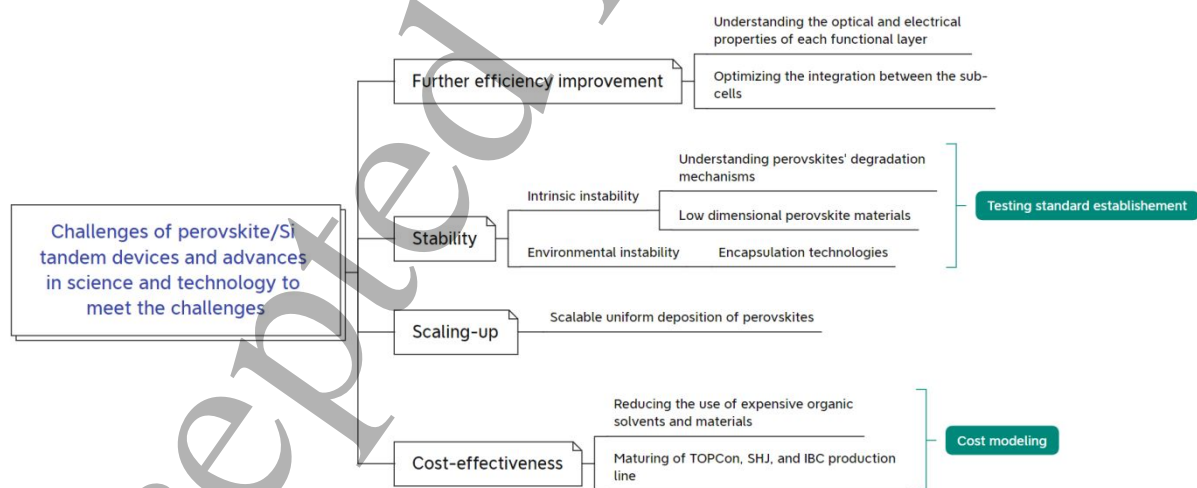 Understanding the optical and electrical
properties of each functional layer
Further efficiency improvement
Optimizing the integration between the sub-
cells
Understanding perovskites' degradation
mechanisms
Intrinsic instability
Low dimensional perovskite materials
Testing standard establishement
Challenges of perovskite/Si
tandem devices and advances
in science and technology to
meet the challenges
Stability
Environmental instability
Encapsulation technologies
Scaling-up
Scalable uniform deposition of perovskites
Reducing the use of expensive organic
solvents and materials
Cost modeling
Cost-effectiveness
Maturing of TOPCon, SHJ, and IBC production
line
epted